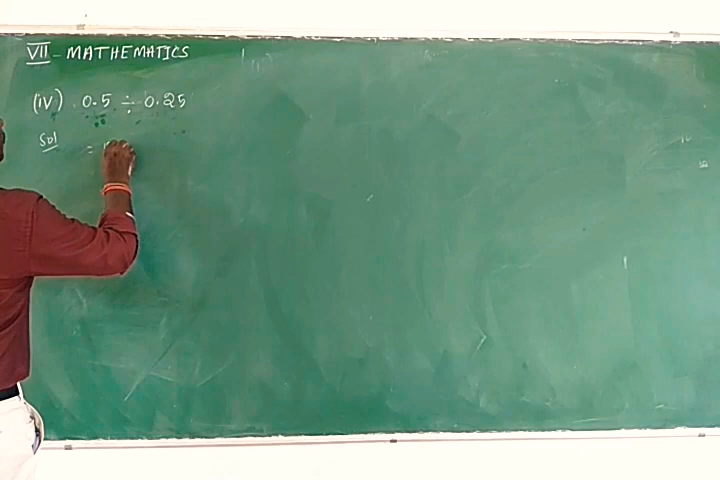 VII - MATHEMATICS
(iv) 0.5 ÷ 0.25
Sol
=